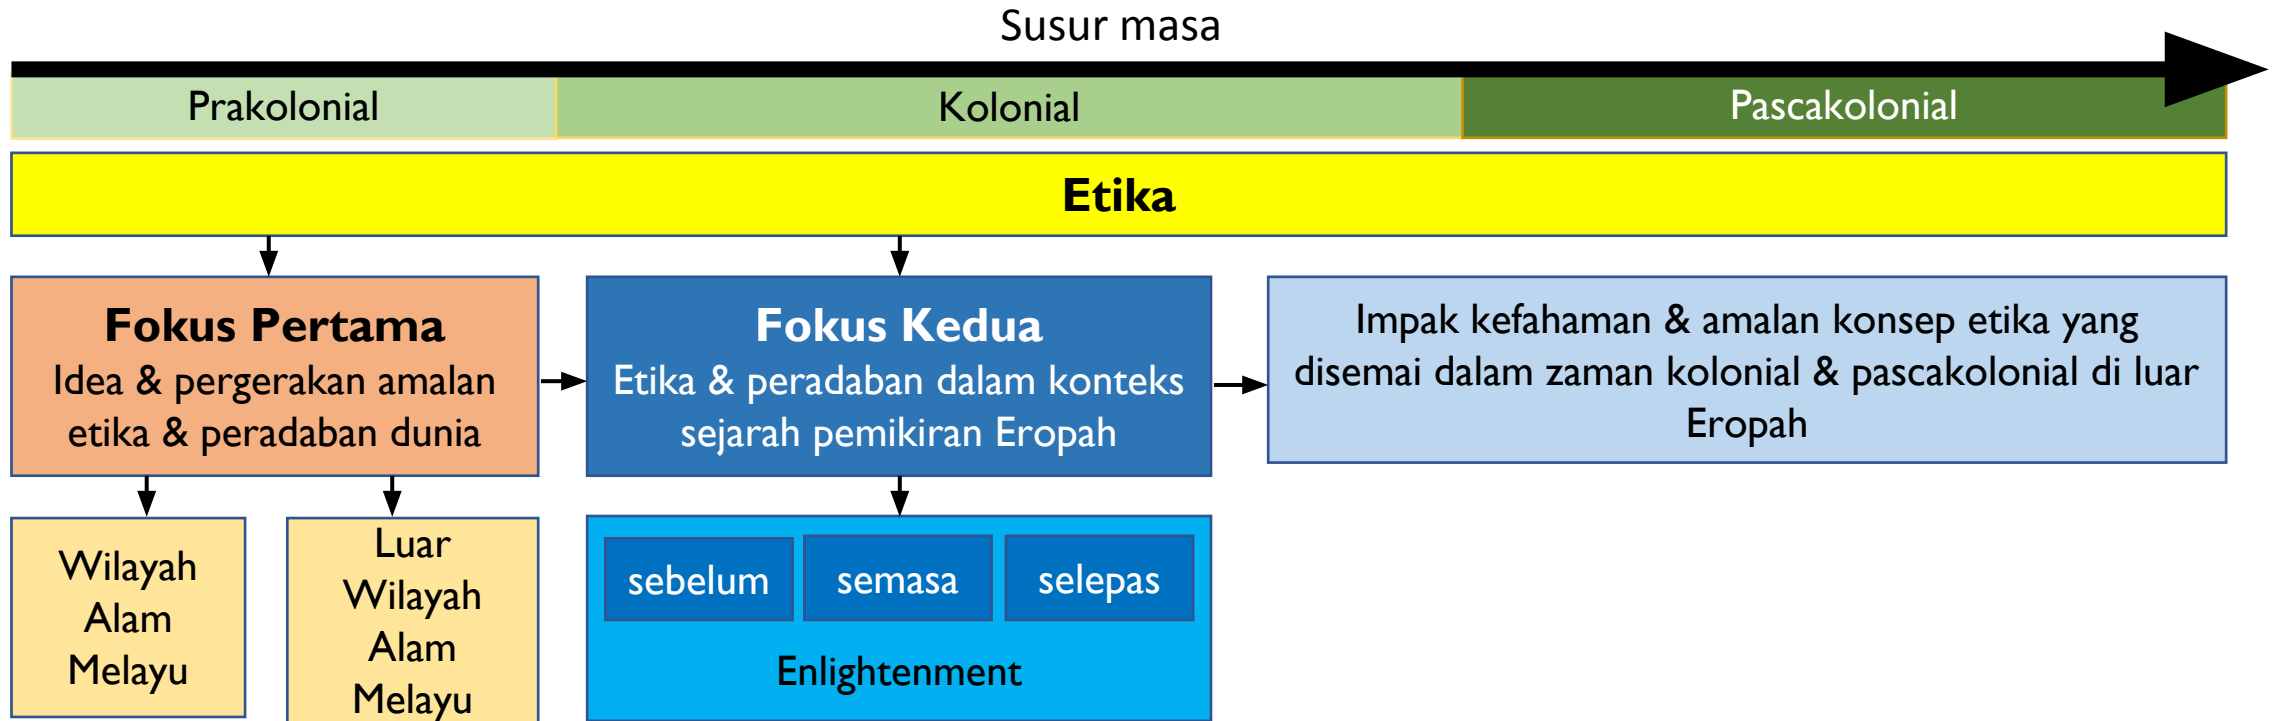 Susur masa
Prakolonial
Kolonial
Pascakolonial
Etika
Fokus Pertama
Idea & pergerakan amalan
etika & peradaban dunia
Fokus Kedua
Etika & peradaban dalam konteks
sejarah pemikiran Eropah
Impak kefahaman & amalan konsep etika yang
disemai dalam zaman kolonial & pascakolonial di luar
Eropah
Wilayah
Alam
Melayu
Luar
Wilayah
Alam
Melayu
sebelum
semasa
selepas
Enlightenment